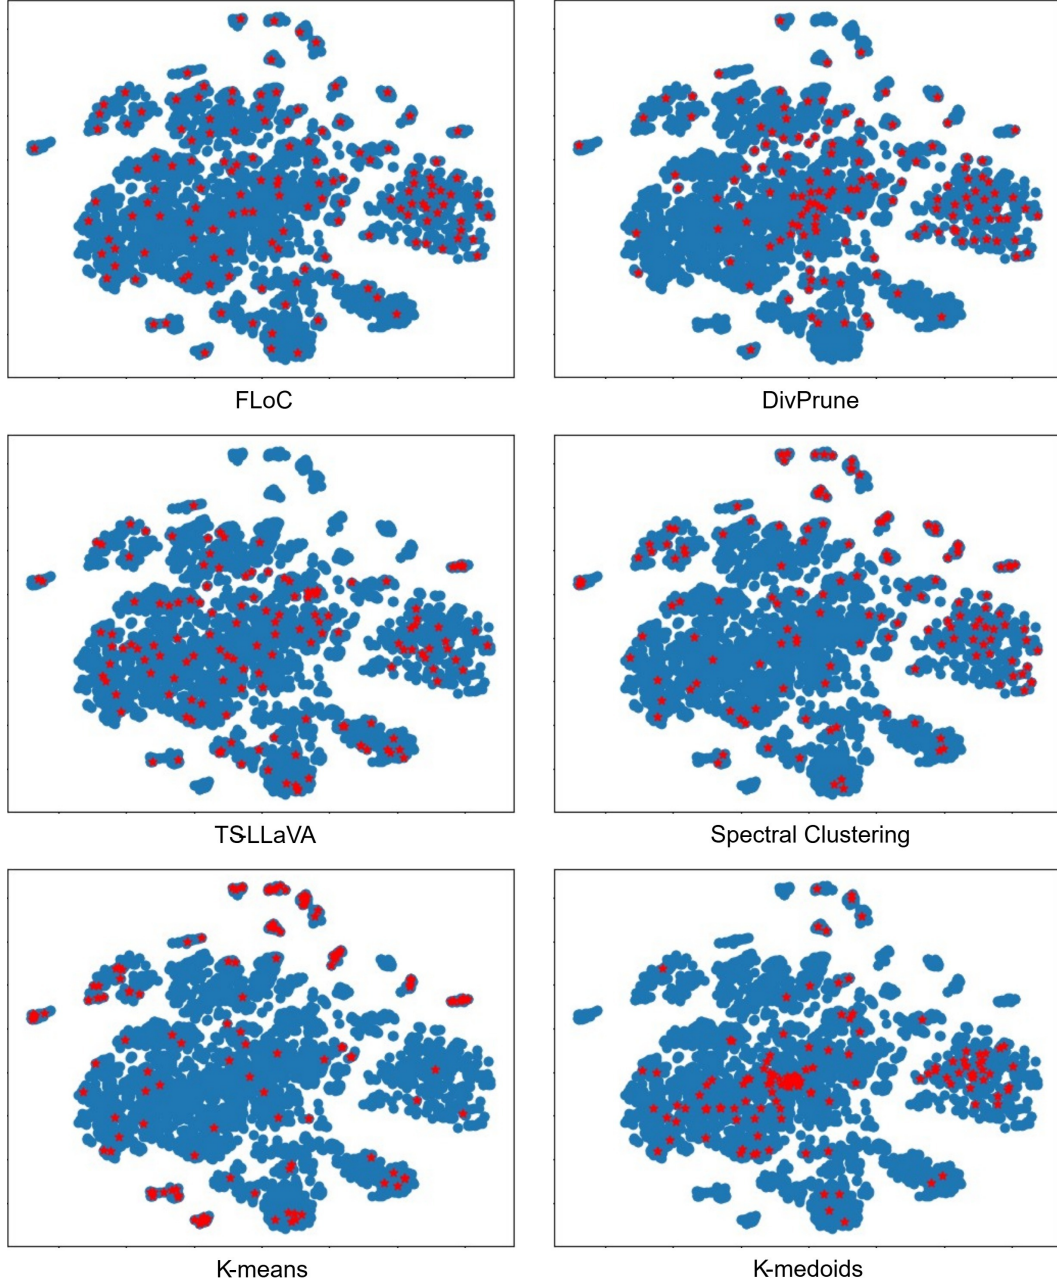 FLoC
DivPrune
TS-LLaVA
Spectral Clustering
K-means
K-medoids